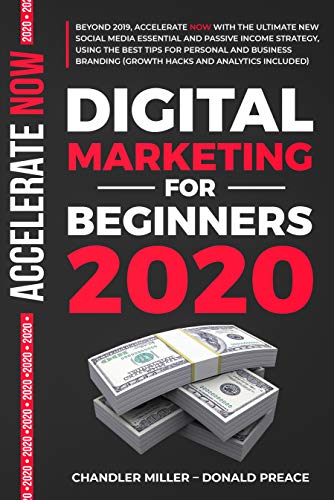 BEYOND 2019, ACCELERATE NOW WITH THE ULTIMATE NEW
SOCIAL MEDIA ESSENTIAL AND PASSIVE INCOME STRATEGY,
USING THE BEST TIPS FOR PERSONAL AND BUSINESS
BRANDING (GROWTH HACKS AND ANALYTICS INCLUDED)
DIGITAL
MARKETING
FOR
BEGINNERS
2020
CHANDLER MILLER – DONALD PREACE
ACCELERATE NOW
2020 • 2020 • 2020 • 2020 • 2020 • 2020 • 2020
2020 • 2020